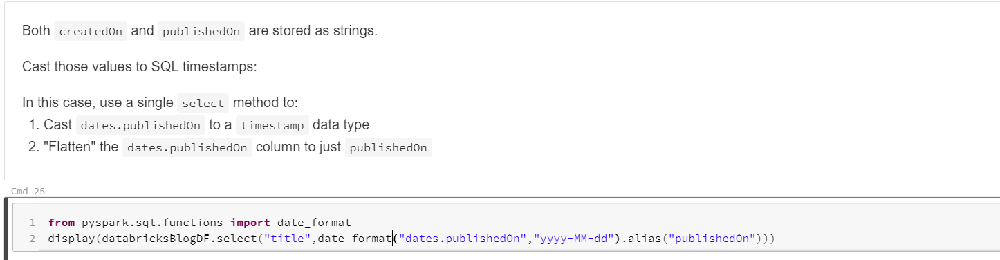 Both createdOn and publishedOn are stored as strings.
Cast those values to SQL timestamps:
In this case, use a single select method to:
1. Cast dates.publishedOn to a timestamp data type
2. "Flatten" the dates.publishedOn column to just publishedOn
Cmd 25
1 from pyspark.sql.functions import date_format
2 display(databricksBlogDF.select("title",date_format("dates.publishedOn","yyyy-MM-dd").alias("publishedOn")))